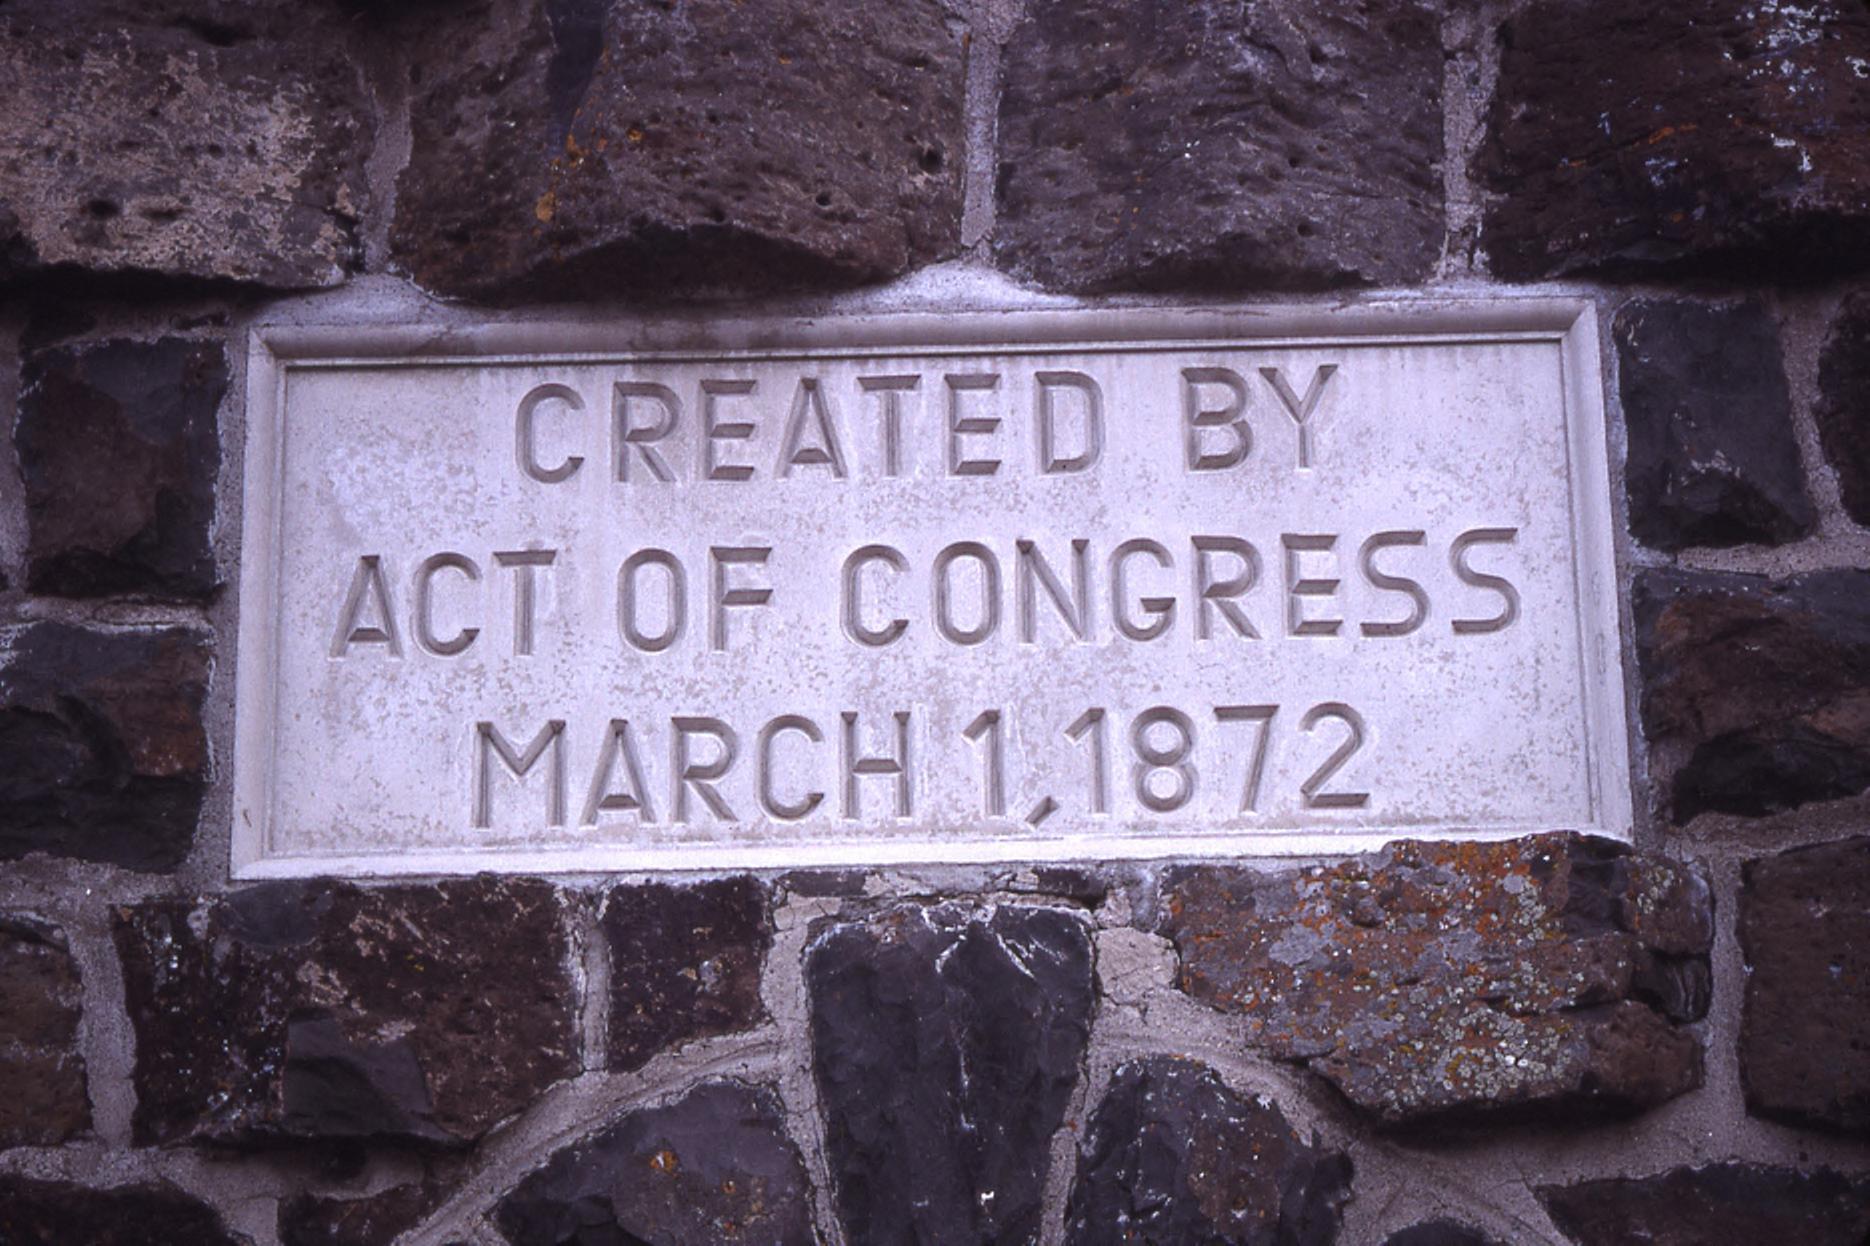 CREATED BY
ACT OF CONGRESS
MARCH 1, 1872